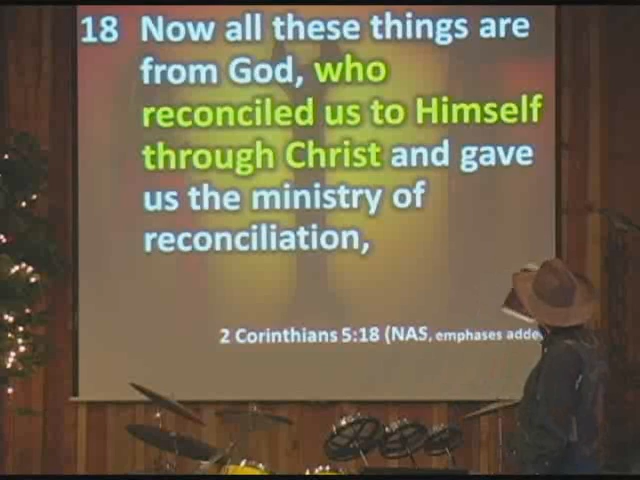 18 Now all these things are
from God, who
reconciled us to Himself
through Christ and gave
us the ministry of
reconciliation,
2 Corinthians 5:18 (NAS, emphases adde